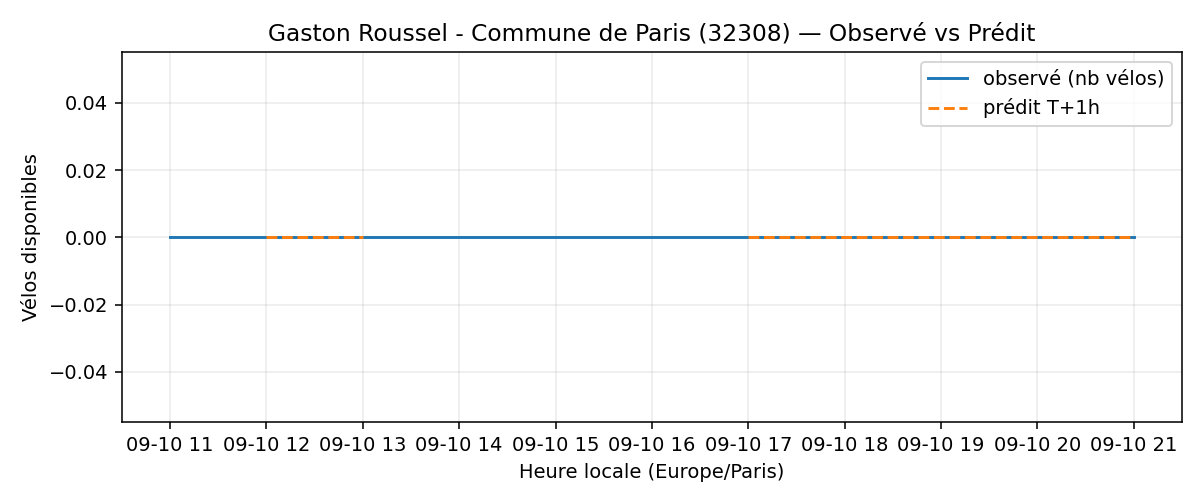 Gaston Roussel - Commune de Paris (32308) — Observé vs Prédit
observé (nb vélos)
prédit T+1h
Vélos disponibles
0.04
0.02
0.00
−0.02
−0.04
09-10 11 09-10 12 09-10 13 09-10 14 09-10 15 09-10 16 09-10 17 09-10 18 09-10 19 09-10 20 09-10 21
Heure locale (Europe/Paris)